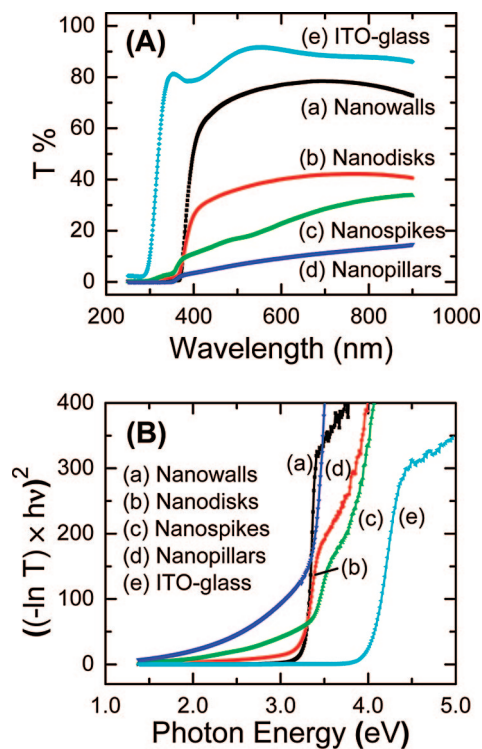 (A)
(e) ITO-glass
(a) Nanowalls
(b) Nanodisks
(c) Nanospikes
(d) Nanopillars
T %
100
80
60
40
20
0
200 400 600 800 1000
Wavelength (nm)
(B)
(a) Nanowalls
(b) Nanodisks
(c) Nanospikes
(d) Nanopillars
(e) ITO-glass
(a)
(d)
(c)
(e)
(b)
((-ln T) × hν)²
400
300
200
100
0
1.0 2.0 3.0 4.0 5.0
Photon Energy (eV)